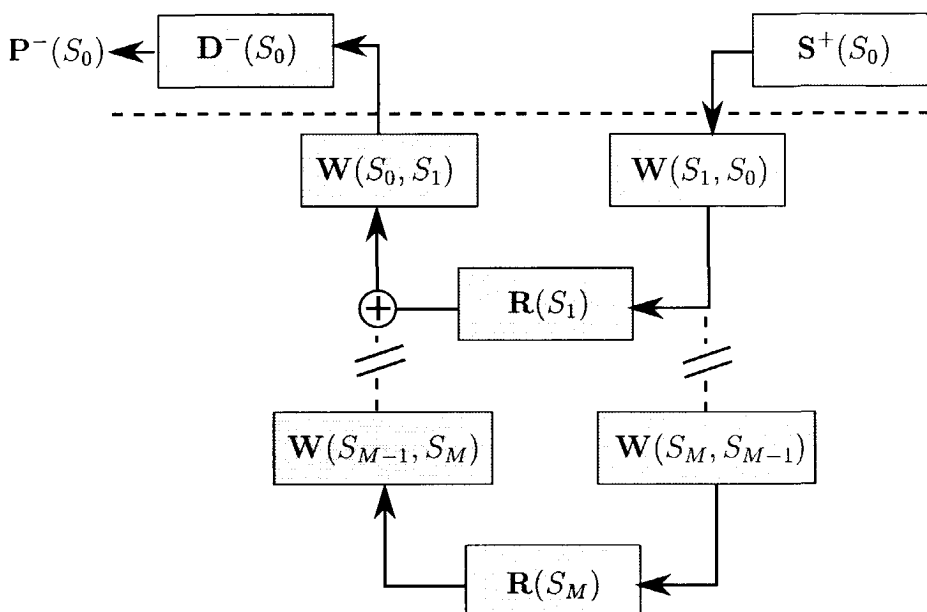 P⁻(S₀)
D⁻(S₀)
S⁺(S₀)
W(S₀, S₁)
W(S₁, S₀)
+
R(S₁)
W(S_{M−1}, S_M)
W(S_M, S_{M−1})
R(S_M)